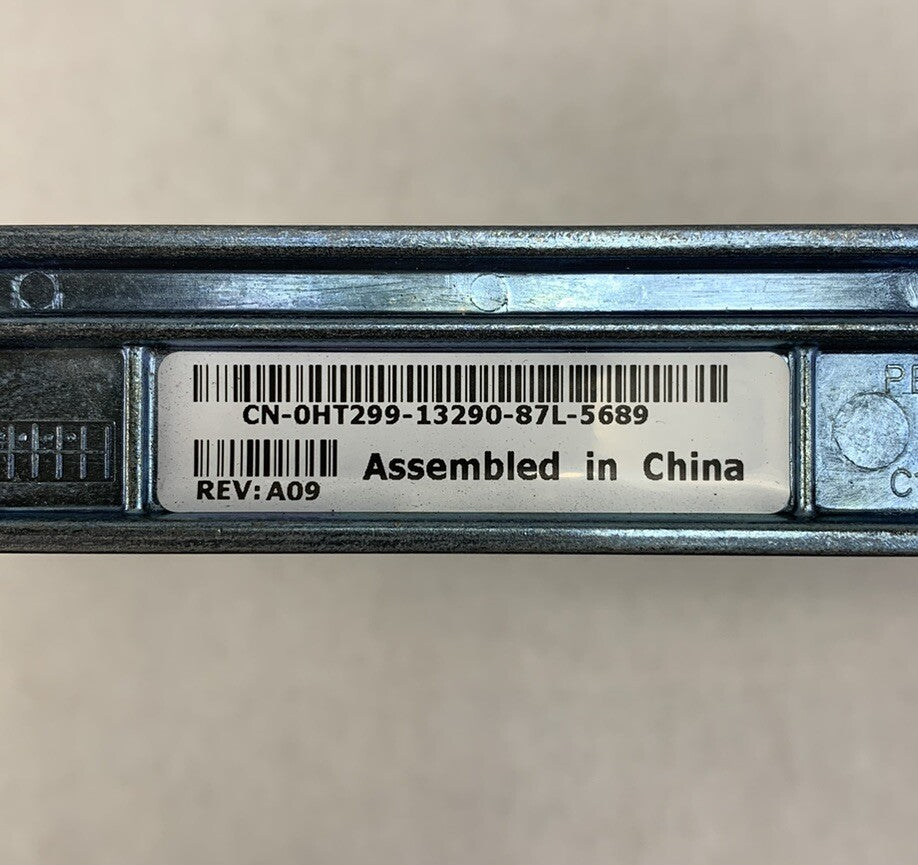 CN-0HT299-13290-87L-5689
REV: A09
Assembled in China